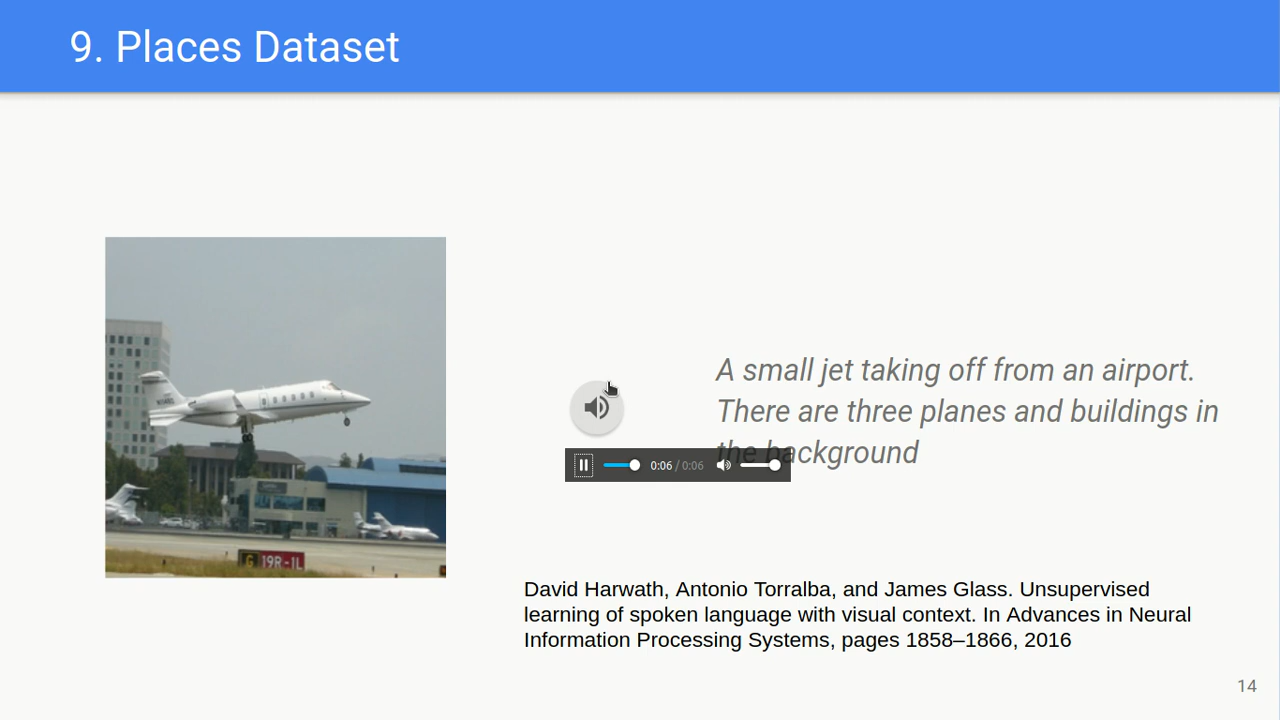 9. Places Dataset
A small jet taking off from an airport.
There are three planes and buildings in
the background
0:06 / 0:06
G 19R-1L
David Harwath, Antonio Torralba, and James Glass. Unsupervised
learning of spoken language with visual context. In Advances in Neural
Information Processing Systems, pages 1858–1866, 2016
14